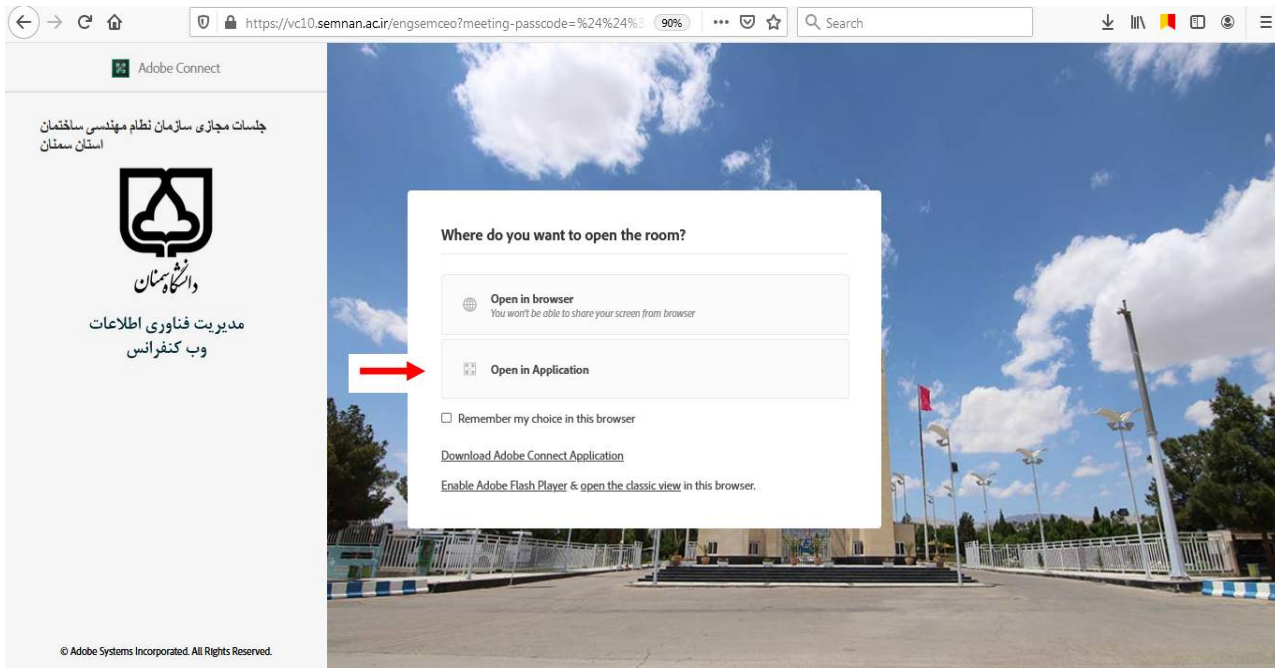 https://vc10.semnan.ac.ir/engsemceo?meeting-passcode=%24%24%3
90%
Search
Adobe Connect
جلسات مجازی سازمان نظام مهندسی ساختمان
استان سمنان
دانشگاه سمنان
مدیریت فناوری اطلاعات
وب کنفرانس
Where do you want to open the room?
Open in browser
You won't be able to share your screen from browser
Open in Application
Remember my choice in this browser
Download Adobe Connect Application
Enable Adobe Flash Player & open the classic view in this browser.
© Adobe Systems Incorporated. All Rights Reserved.